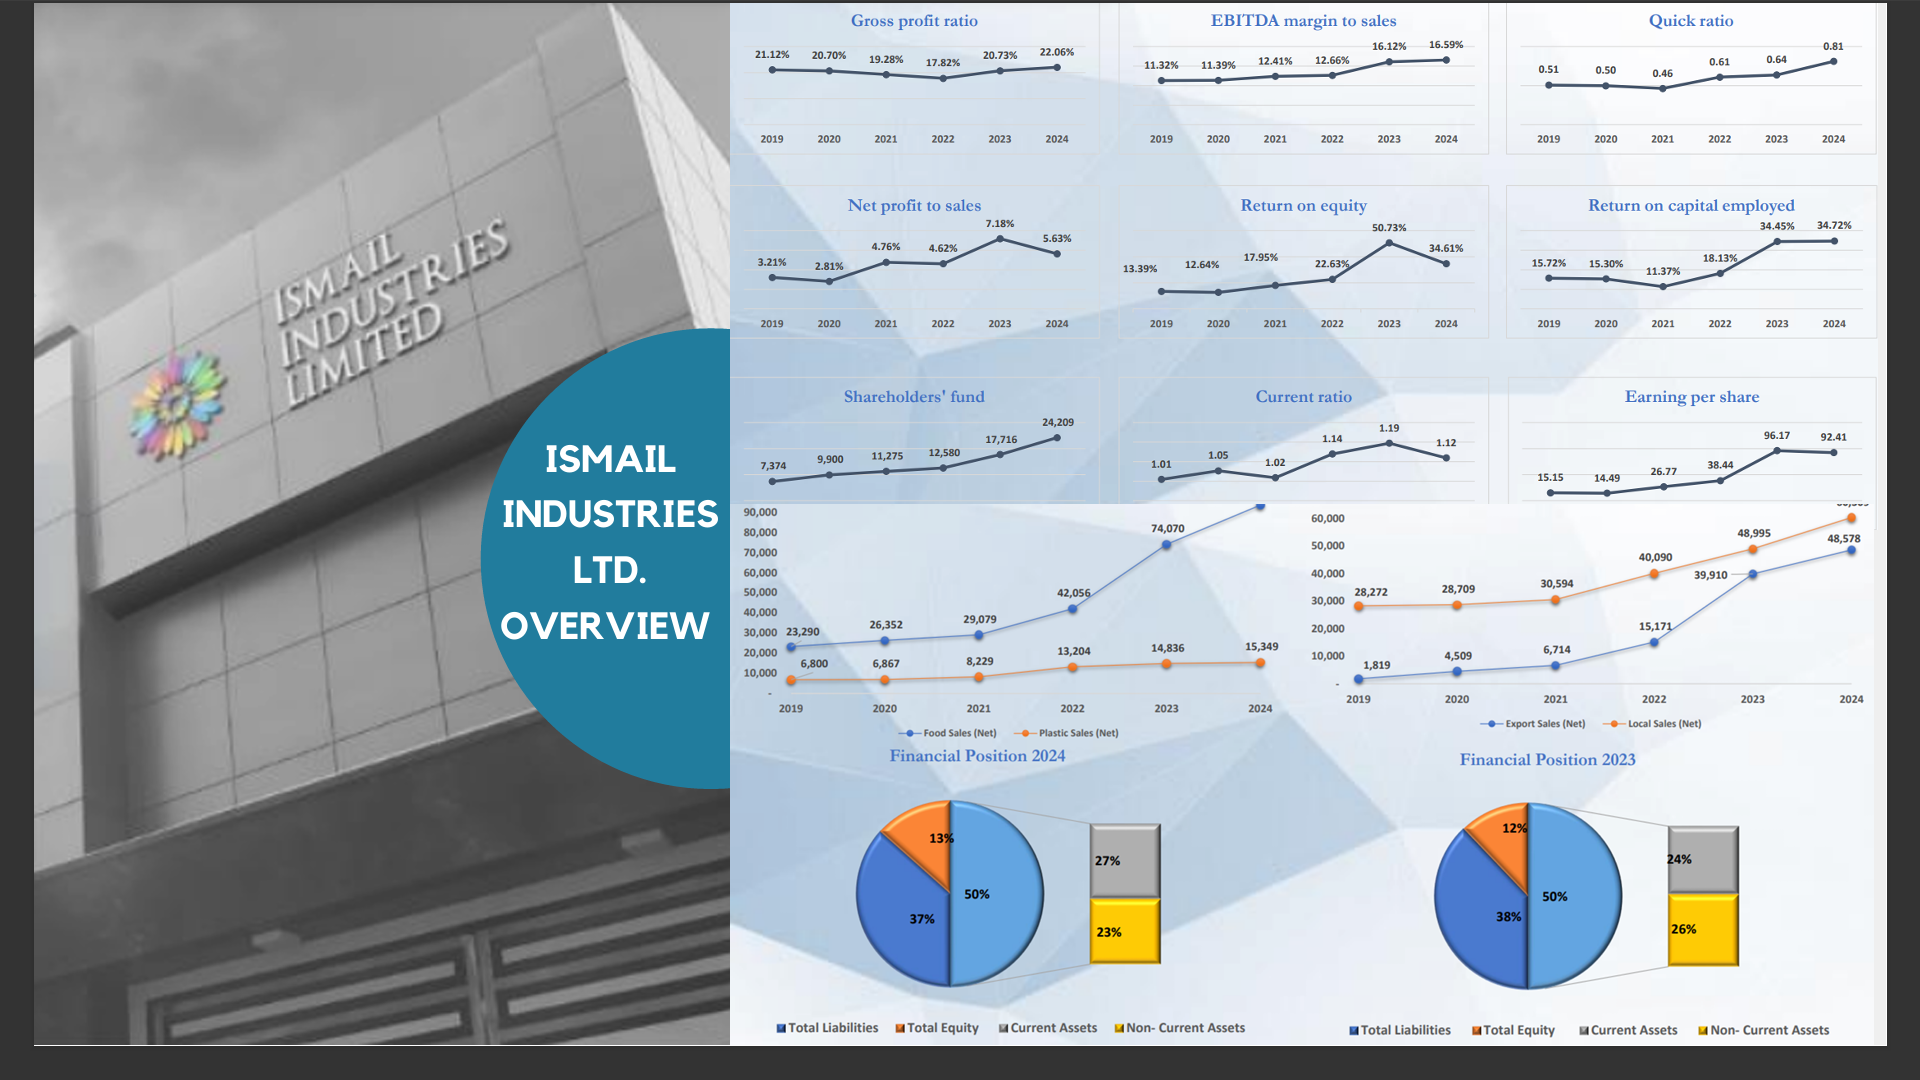 ISMAIL
INDUSTRIES
LIMITED
ISMAIL
INDUSTRIES
LTD.
OVERVIEW
Gross profit ratio
21.12% 20.70% 19.28% 17.82% 20.73% 22.06%
2019 2020 2021 2022 2023 2024
EBITDA margin to sales
11.32% 11.39% 12.41% 12.66% 16.12% 16.59%
2019 2020 2021 2022 2023 2024
Quick ratio
0.51 0.50 0.46 0.61 0.64 0.81
2019 2020 2021 2022 2023 2024
Net profit to sales
3.21% 2.81% 4.76% 4.62% 7.18% 5.63%
2019 2020 2021 2022 2023 2024
Return on equity
13.39% 12.64% 17.95% 22.63% 50.73% 34.61%
2019 2020 2021 2022 2023 2024
Return on capital employed
15.72% 15.30% 11.37% 18.13% 34.45% 34.72%
2019 2020 2021 2022 2023 2024
Shareholders' fund
7,374 9,900 11,275 12,580 17,716 24,209
Current ratio
1.01 1.05 1.02 1.14 1.19 1.12
Earning per share
15.15 14.49 26.77 38.44 96.17 92.41
90,000
80,000
70,000
60,000
50,000
40,000
30,000
20,000
10,000
-
23,290 26,352 29,079 42,056 74,070
6,800 6,867 8,229 13,204 14,836 15,349
2019 2020 2021 2022 2023 2024
Food Sales (Net) Plastic Sales (Net)
60,000
50,000
40,000
30,000
20,000
10,000
-
28,272 28,709 30,594 40,090 48,995
1,819 4,509 6,714 15,171 39,910 48,578
2019 2020 2021 2022 2023 2024
Export Sales (Net) Local Sales (Net)
Financial Position 2024
13%
27%
50%
37%
23%
Total Liabilities Total Equity Current Assets Non- Current Assets
Financial Position 2023
12%
24%
50%
38%
26%
Total Liabilities Total Equity Current Assets Non- Current Assets